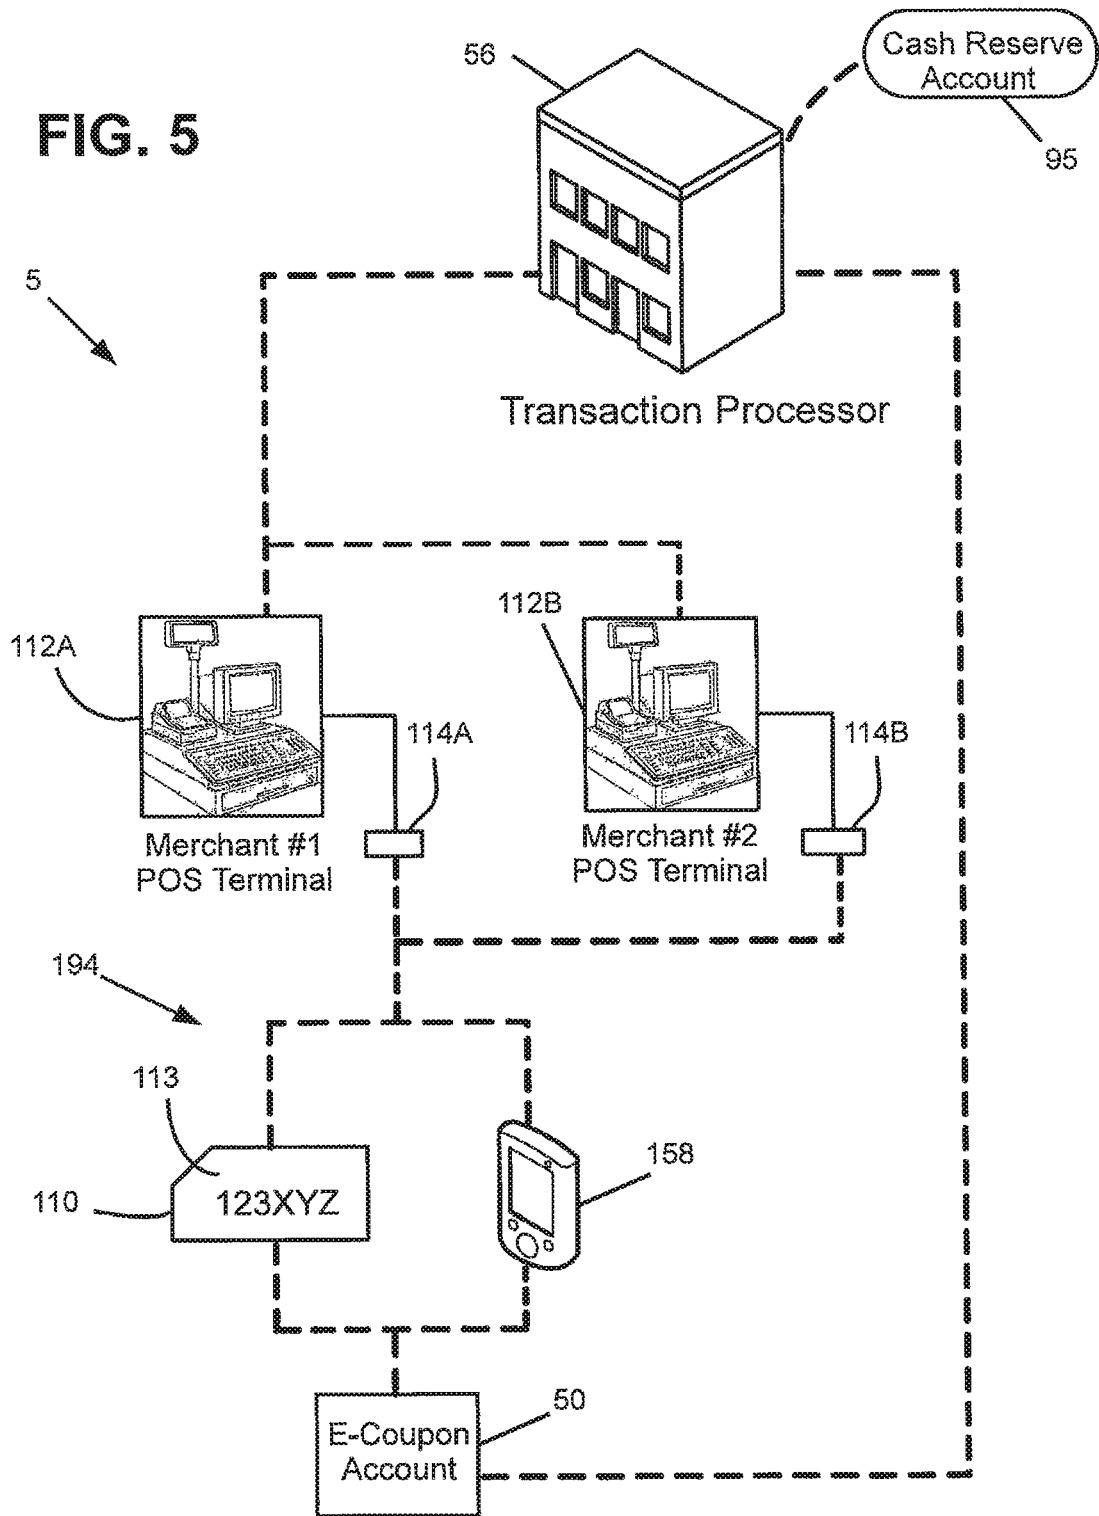 FIG. 5
56
Cash Reserve
Account
95
5
Transaction Processor
112A
112B
114A
114B
Merchant #1
POS Terminal
Merchant #2
POS Terminal
194
113
110
123XYZ
158
50
E-Coupon
Account